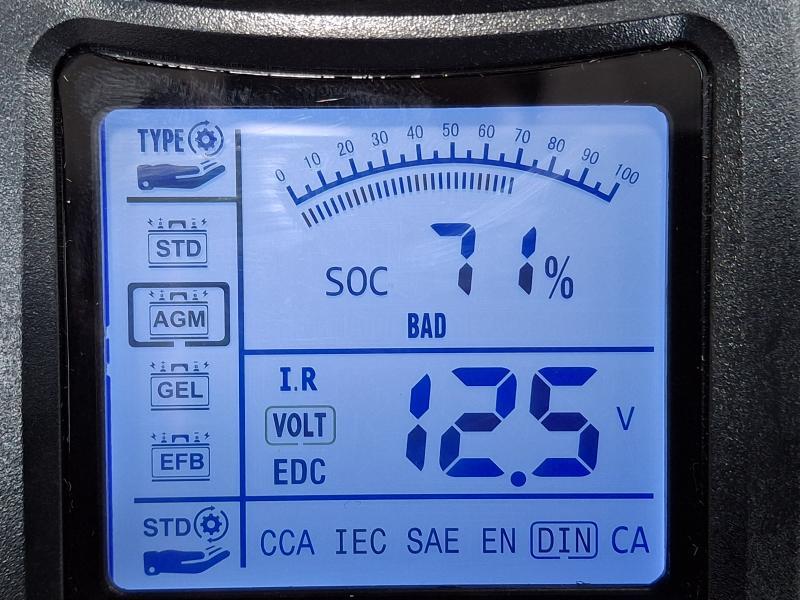 TYPE
0 10 20 30 40 50 60 70 80 90 100
STD
SOC 71%
AGM
BAD
GEL
I.R
VOLT 12.5 V
EFB
EDC
STD
CCA IEC SAE EN DIN CA